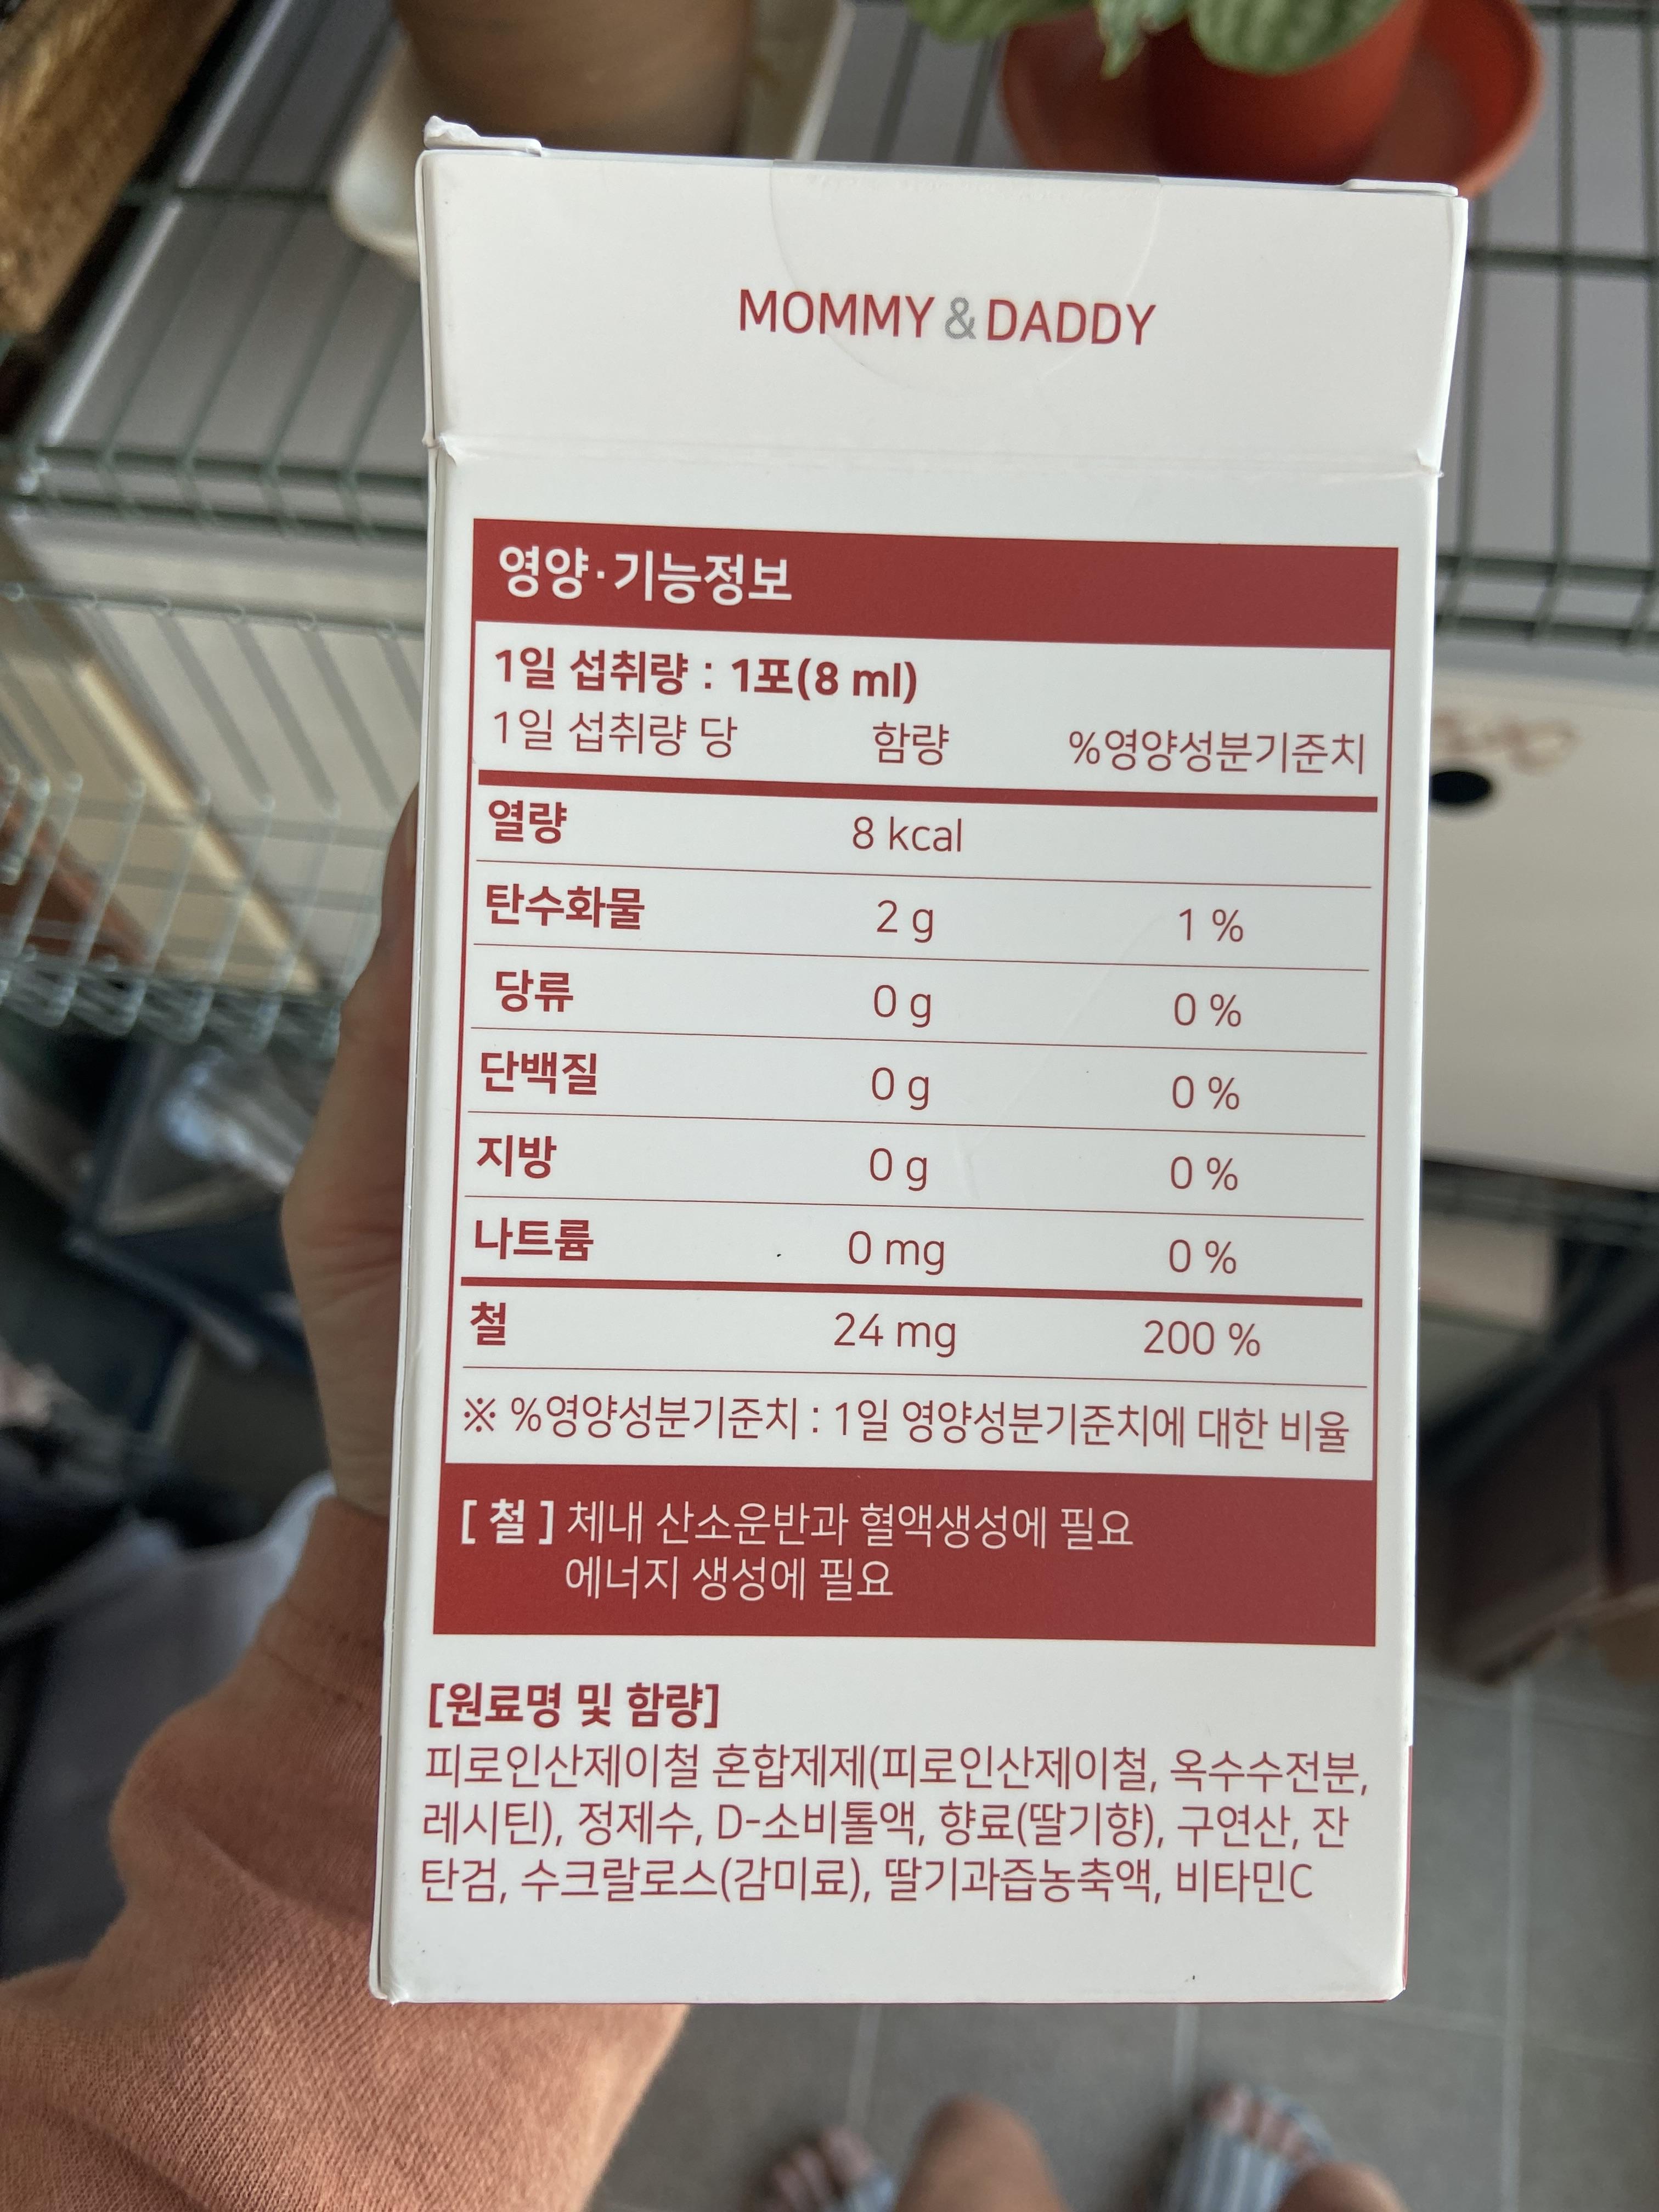 MOMMY & DADDY
영양·기능정보
1일 섭취량 : 1포(8 ml)
1일 섭취량 당 함량 %영양성분기준치
열량 8 kcal
탄수화물 2 g 1 %
당류 0 g 0 %
단백질 0 g 0 %
지방 0 g 0 %
나트륨 0 mg 0 %
철 24 mg 200 %
※ %영양성분기준치 : 1일 영양성분기준치에 대한 비율
[ 철 ] 체내 산소운반과 혈액생성에 필요
에너지 생성에 필요
[원료명 및 함량]
피로인산제이철 혼합제제(피로인산제이철, 옥수수전분,
레시틴), 정제수, D-소비톨액, 향료(딸기향), 구연산, 잔
탄검, 수크랄로스(감미료), 딸기과즙농축액, 비타민C